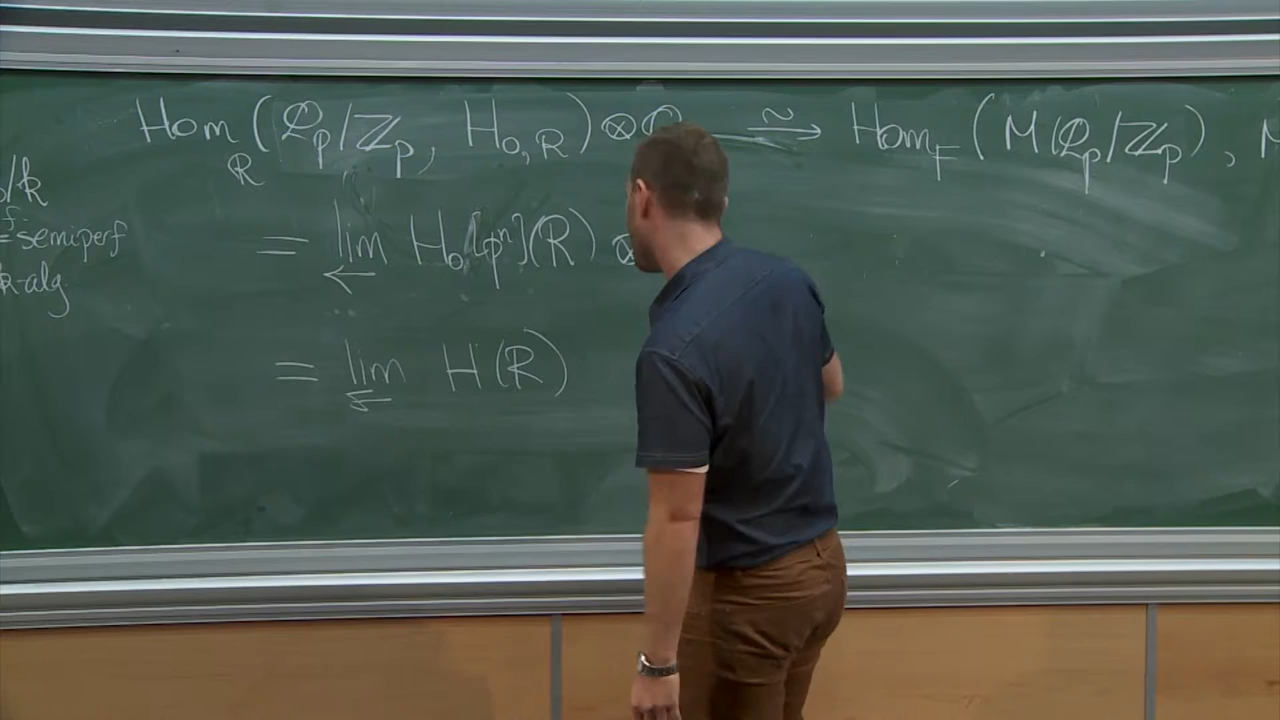 Hom_R (Q_p/Z_p, H_{0,R}) ⊗ Q ⥲ Hom_F (M(Q_p/Z_p), M
/k
f-semiperf
k-alg
= lim← H_0[p^n](R) ⊗
= lim← H(R)